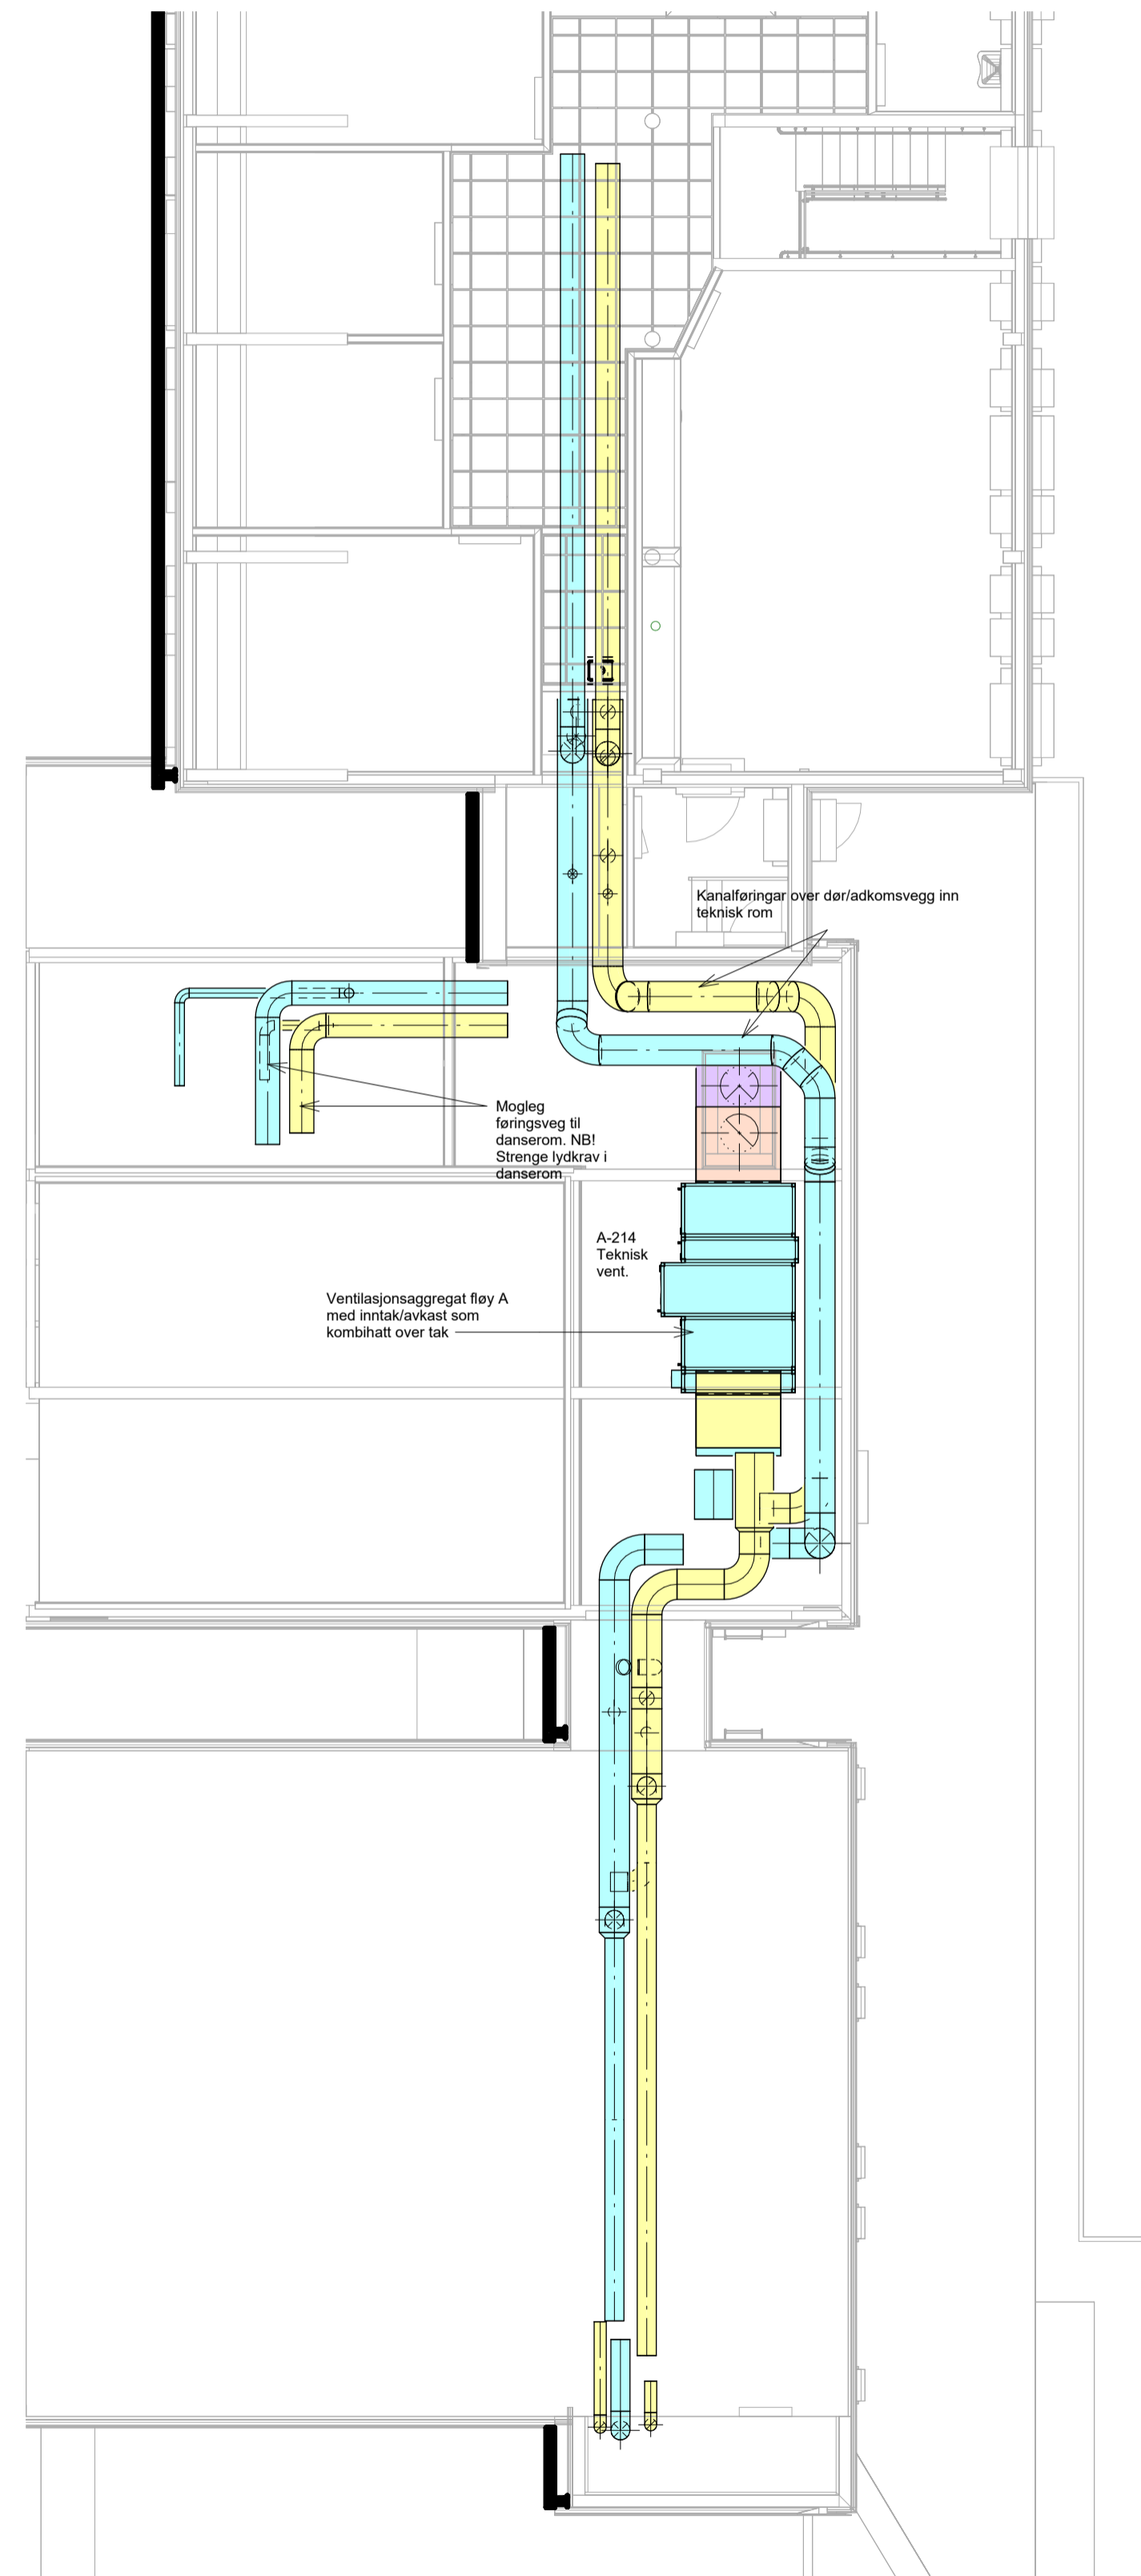 Kanalføringar over dør/adkomsvegg inn
teknisk rom
Mogleg
føringsveg til
danserom. NB!
Strenge lydkrav i
danserom
A-214
Teknisk
vent.
Ventilasjonsaggregat fløy A
med inntak/avkast som
kombihatt over tak